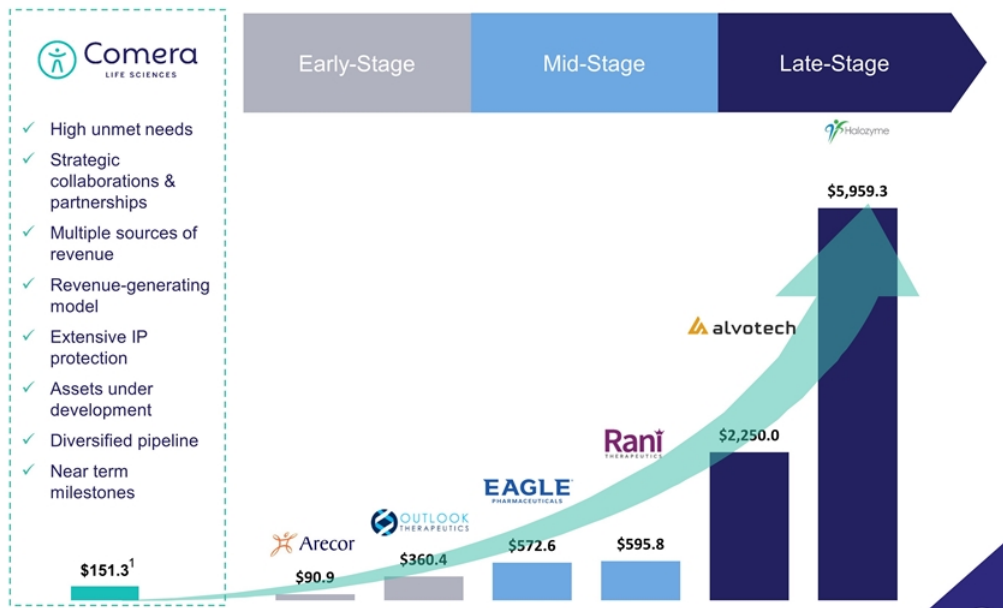 Comera
LIFE SCIENCES
✓ High unmet needs
✓ Strategic
collaborations &
partnerships
✓ Multiple sources of
revenue
✓ Revenue-generating
model
✓ Extensive IP
protection
✓ Assets under
development
✓ Diversified pipeline
✓ Near term
milestones
$151.3¹
Early-Stage
Mid-Stage
Late-Stage
Arecor
$90.9
OUTLOOK
THERAPEUTICS
$360.4
EAGLE
PHARMACEUTICALS
$572.6
Rani
THERAPEUTICS
$595.8
alvotech
$2,250.0
Halozyme
$5,959.3